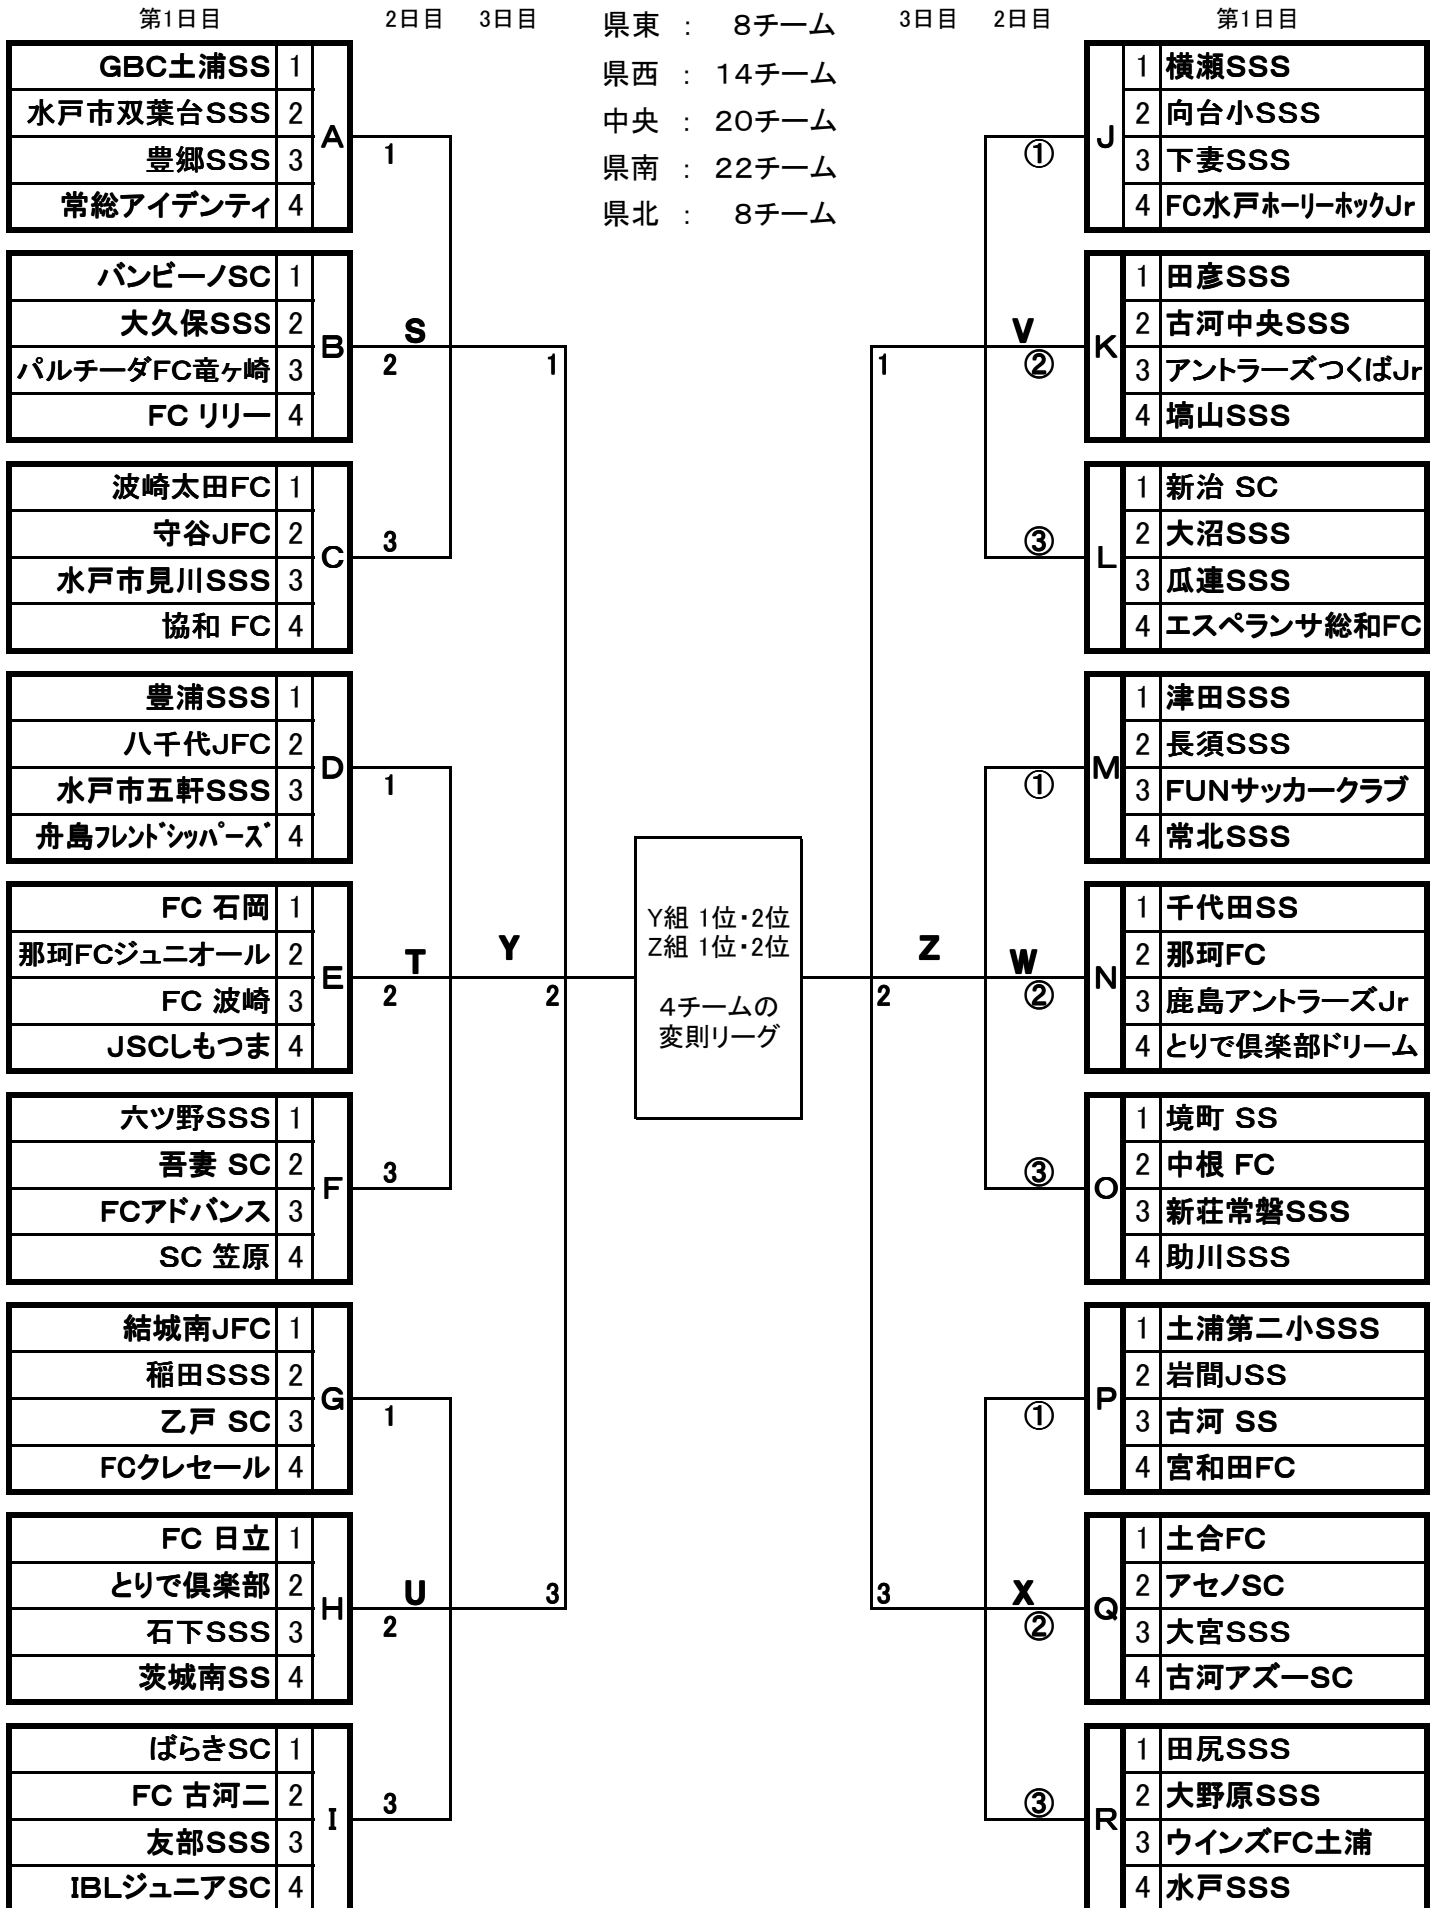 第1日目
2日目 3日目
県東 : 8チーム
県西 : 14チーム
中央 : 20チーム
県南 : 22チーム
県北 : 8チーム
3日目 2日目
第1日目
GBC土浦SS 1
水戸市双葉台SSS 2
豊郷SSS 3
常総アイデンティ 4
A
1
バンビーノSC 1
大久保SSS 2
パルチーダFC竜ヶ崎 3
FC リリー 4
B
S
2
1
波崎太田FC 1
守谷JFC 2
水戸市見川SSS 3
協和 FC 4
C
3
豊浦SSS 1
八千代JFC 2
水戸市五軒SSS 3
舟島フレンドシッパーズ 4
D
1
FC 石岡 1
那珂FCジュニオール 2
FC 波崎 3
JSCしもつま 4
E
T
2
Y
2
六ツ野SSS 1
吾妻 SC 2
FCアドバンス 3
SC 笠原 4
F
3
結城南JFC 1
稲田SSS 2
乙戸 SC 3
FCクレセール 4
G
1
FC 日立 1
とりで倶楽部 2
石下SSS 3
茨城南SS 4
H
U
2
3
ばらきSC 1
FC 古河二 2
友部SSS 3
IBLジュニアSC 4
I
3
Y組 1位・2位
Z組 1位・2位
4チームの
変則リーグ
1 横瀬SSS
2 向台小SSS
3 下妻SSS
4 FC水戸ホーリーホックJr
J
①
1 田彦SSS
2 古河中央SSS
3 アントラーズつくばJr
4 塙山SSS
K
V
②
1
1 新治 SC
2 大沼SSS
3 瓜連SSS
4 エスペランサ総和FC
L
③
1 津田SSS
2 長須SSS
3 FUNサッカークラブ
4 常北SSS
M
①
1 千代田SS
2 那珂FC
3 鹿島アントラーズJr
4 とりで倶楽部ドリーム
N
W
②
Z
2
1 境町 SS
2 中根 FC
3 新荘常磐SSS
4 助川SSS
O
③
1 土浦第二小SSS
2 岩間JSS
3 古河 SS
4 宮和田FC
P
①
1 土合FC
2 アセノSC
3 大宮SSS
4 古河アズーSC
Q
X
②
3
1 田尻SSS
2 大野原SSS
3 ウインズFC土浦
4 水戸SSS
R
③